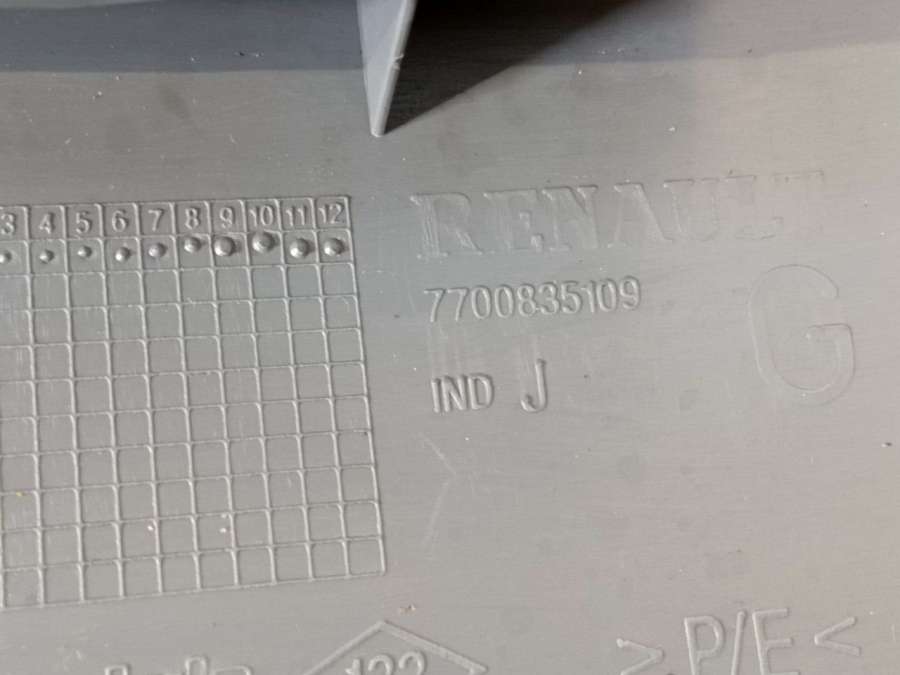 3 4 5 6 7 8 9 10 11 12
RENAULT
7700835109
G
IND J
>P/E<